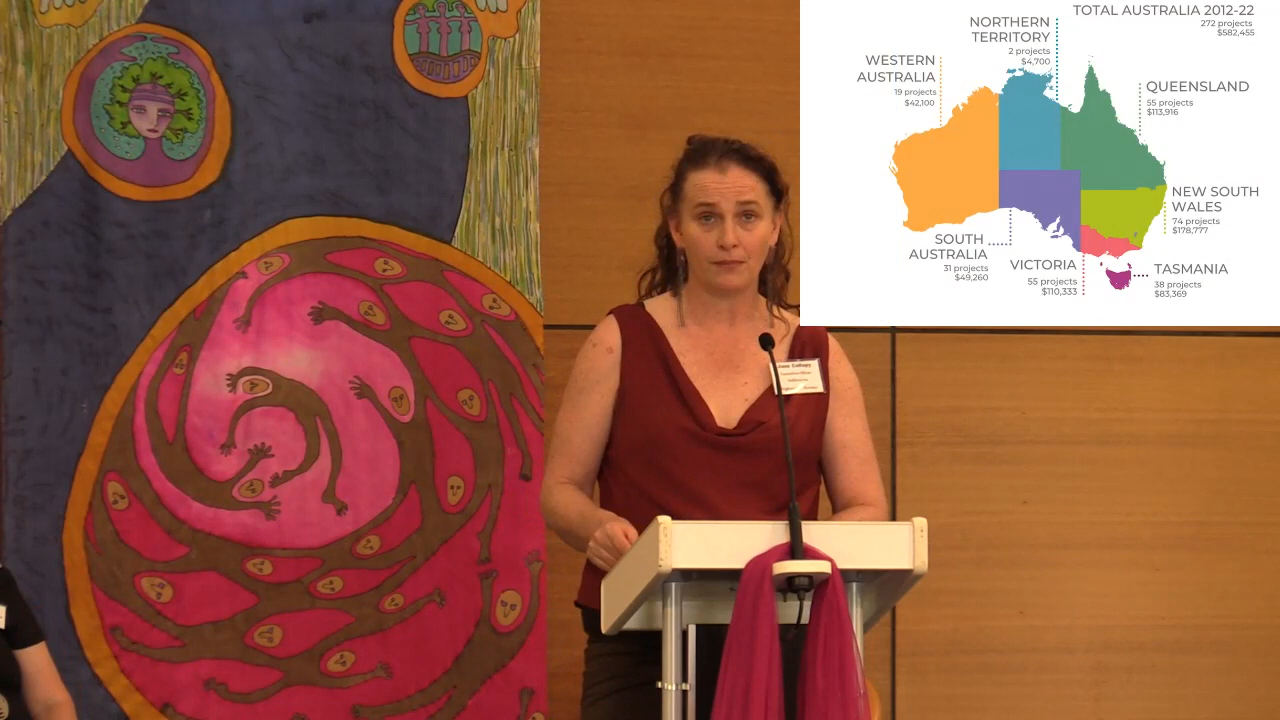 TOTAL AUSTRALIA 2012-22
272 projects
$582,455
NORTHERN
TERRITORY
2 projects
$4,700
WESTERN
AUSTRALIA
19 projects
$42,100
QUEENSLAND
55 projects
$113,916
NEW SOUTH
WALES
74 projects
$178,777
SOUTH
AUSTRALIA
31 projects
$49,260
VICTORIA
55 projects
$110,333
TASMANIA
38 projects
$83,369